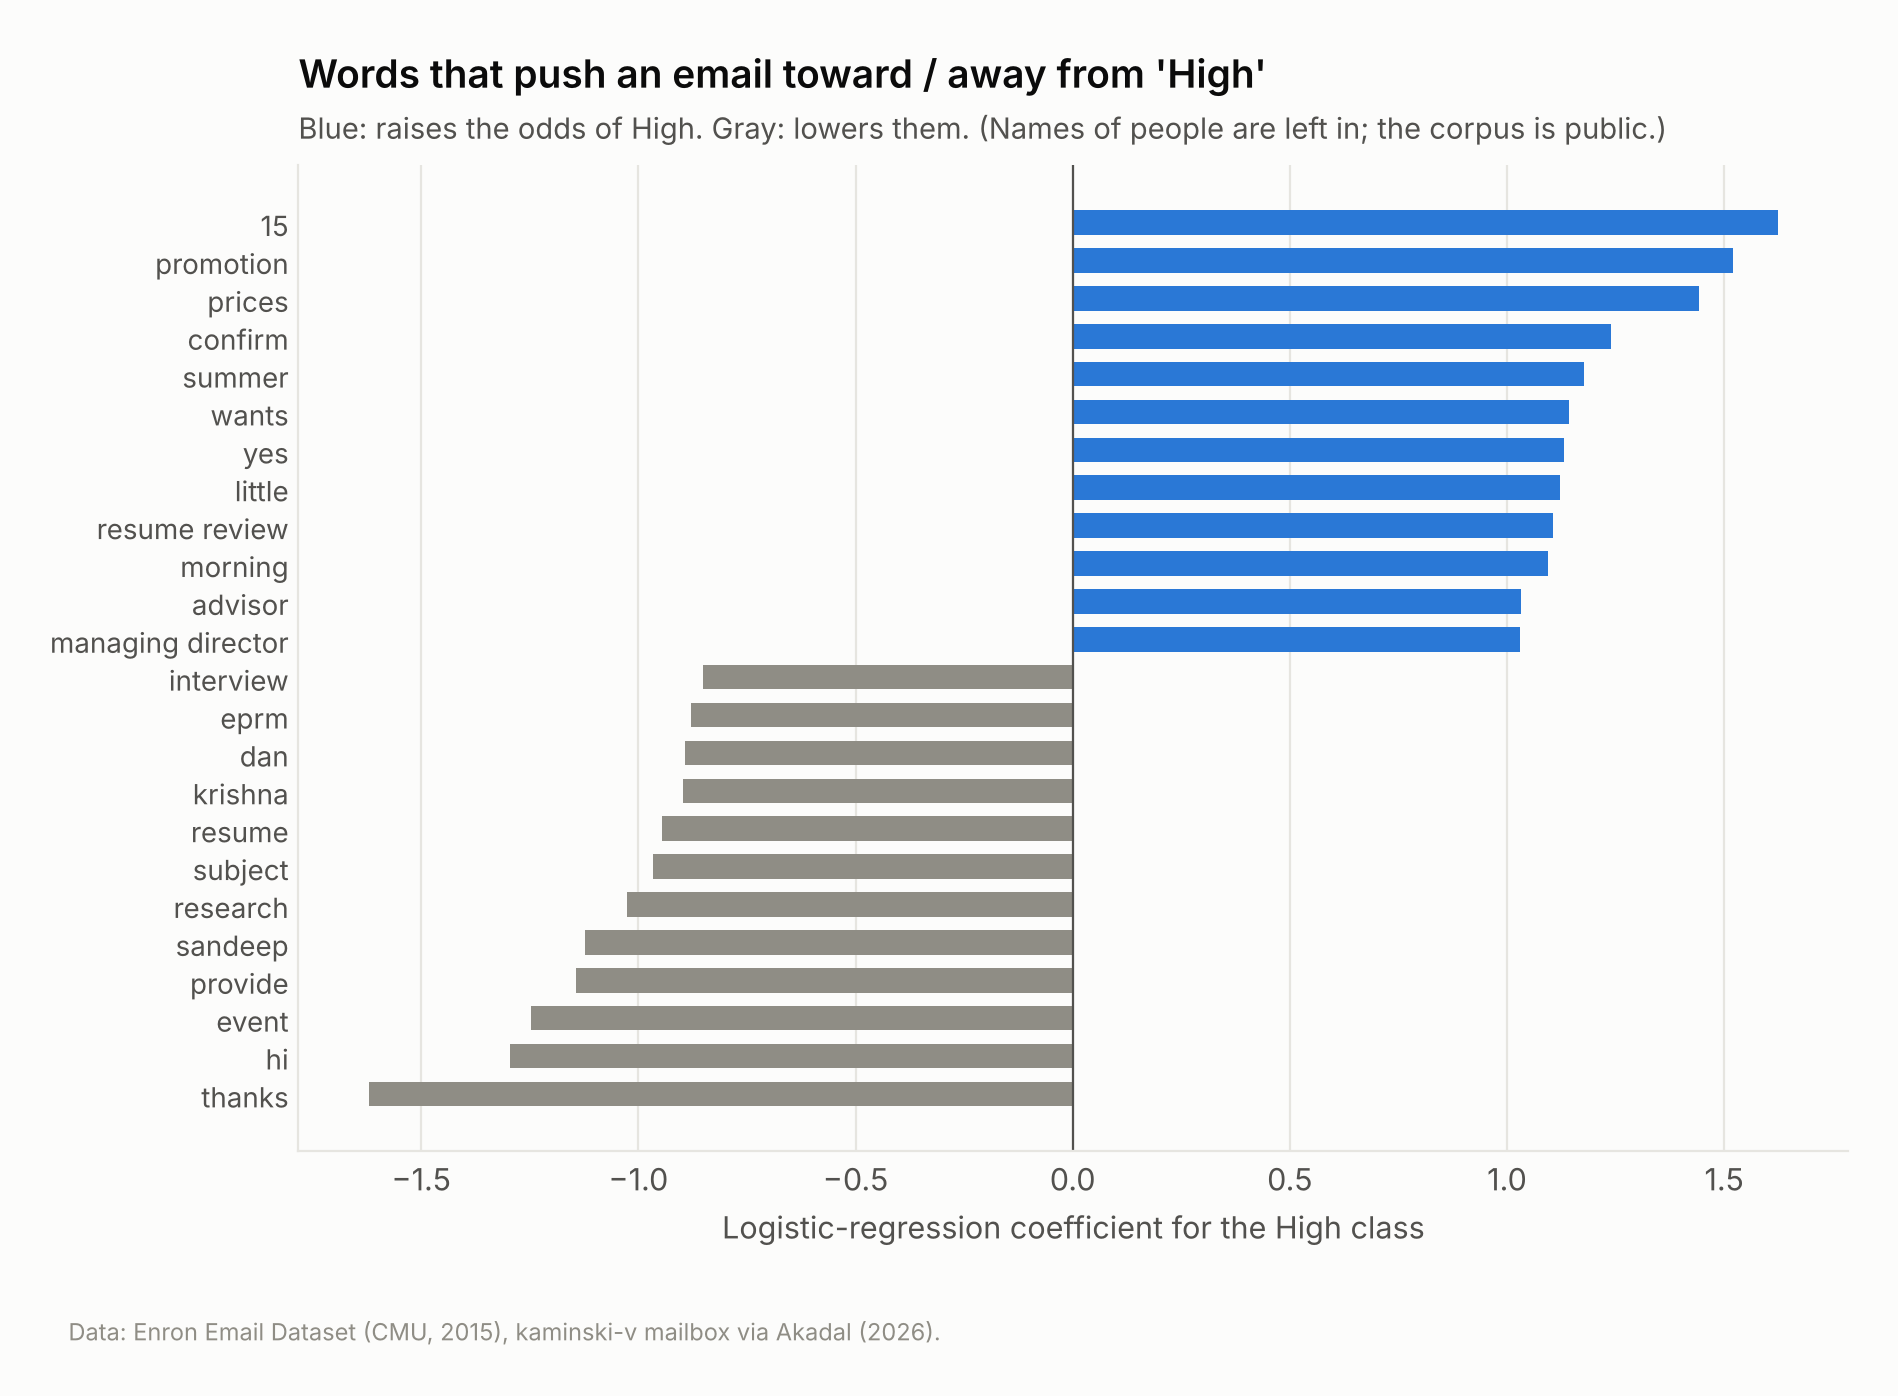 Words that push an email toward / away from 'High'
Blue: raises the odds of High. Gray: lowers them. (Names of people are left in; the corpus is public.)
15
promotion
prices
confirm
summer
wants
yes
little
resume review
morning
advisor
managing director
interview
eprm
dan
krishna
resume
subject
research
sandeep
provide
event
hi
thanks
−1.5 −1.0 −0.5 0.0 0.5 1.0 1.5
Logistic-regression coefficient for the High class
Data: Enron Email Dataset (CMU, 2015), kaminski-v mailbox via Akadal (2026).